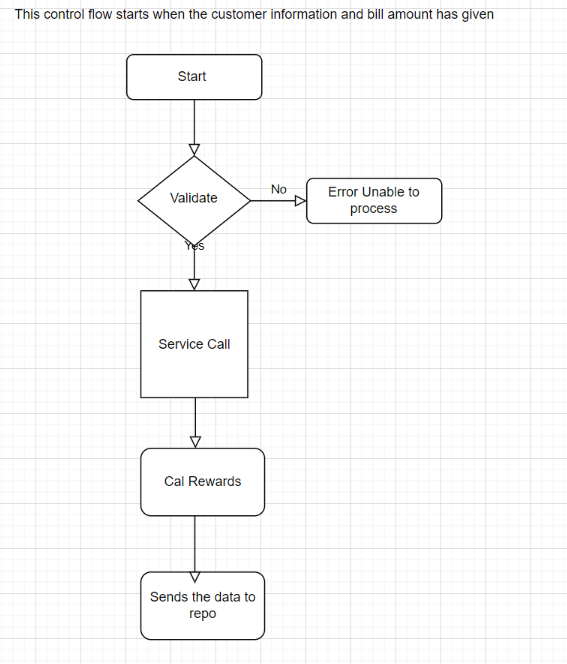 This control flow starts when the customer information and bill amount has given
Start
Validate
No
Error Unable to
process
Yes
Service Call
Cal Rewards
Sends the data to
repo